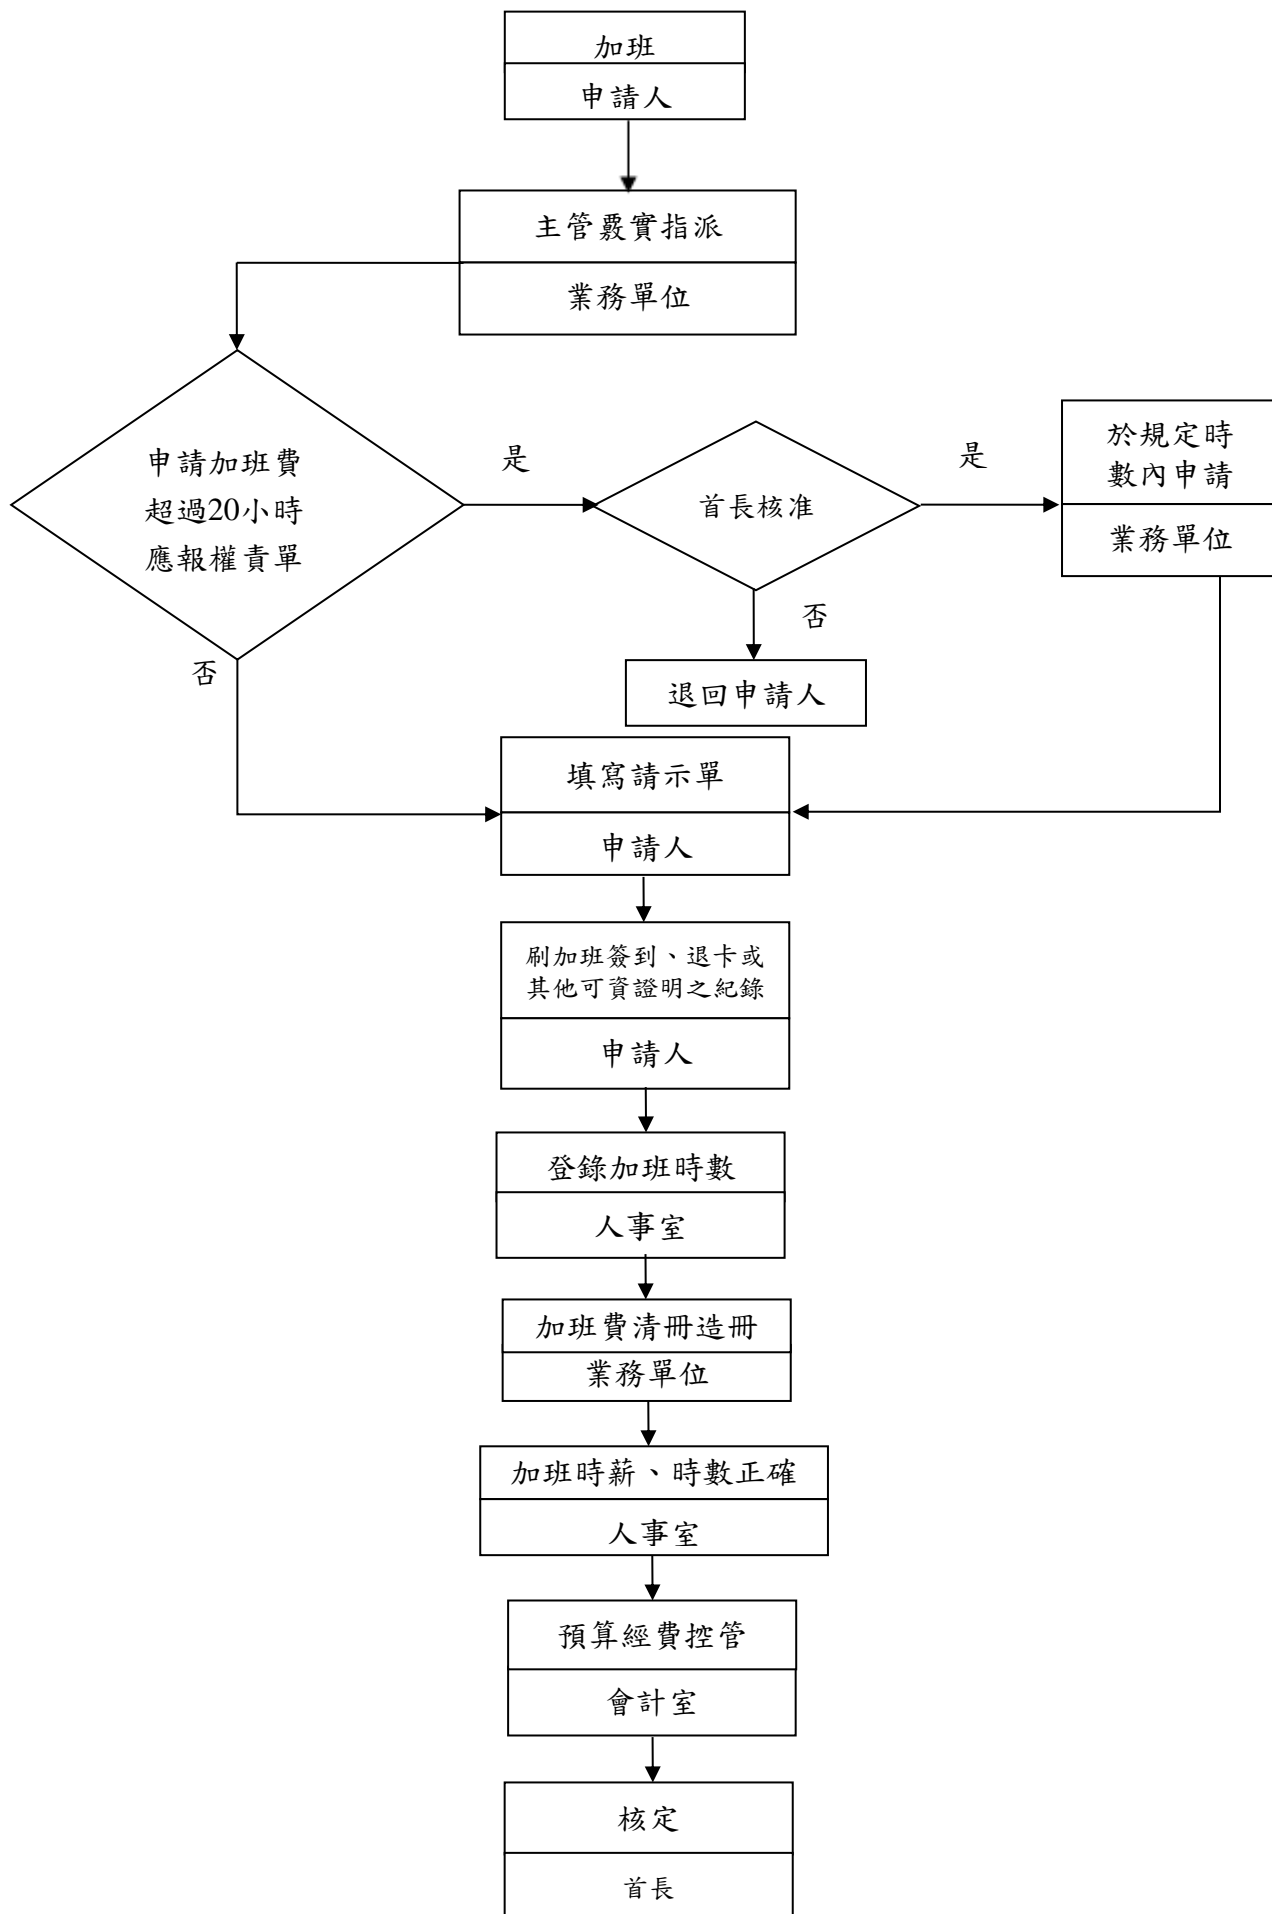 加班
申請人
主管覈實指派
業務單位
申請加班費
超過20小時
應報權責單
是
首長核准
是
於規定時
數內申請
業務單位
否
否
退回申請人
填寫請示單
申請人
刷加班簽到、退卡或
其他可資證明之紀錄
申請人
登錄加班時數
人事室
加班費清冊造冊
業務單位
加班時薪、時數正確
人事室
預算經費控管
會計室
核定
首長